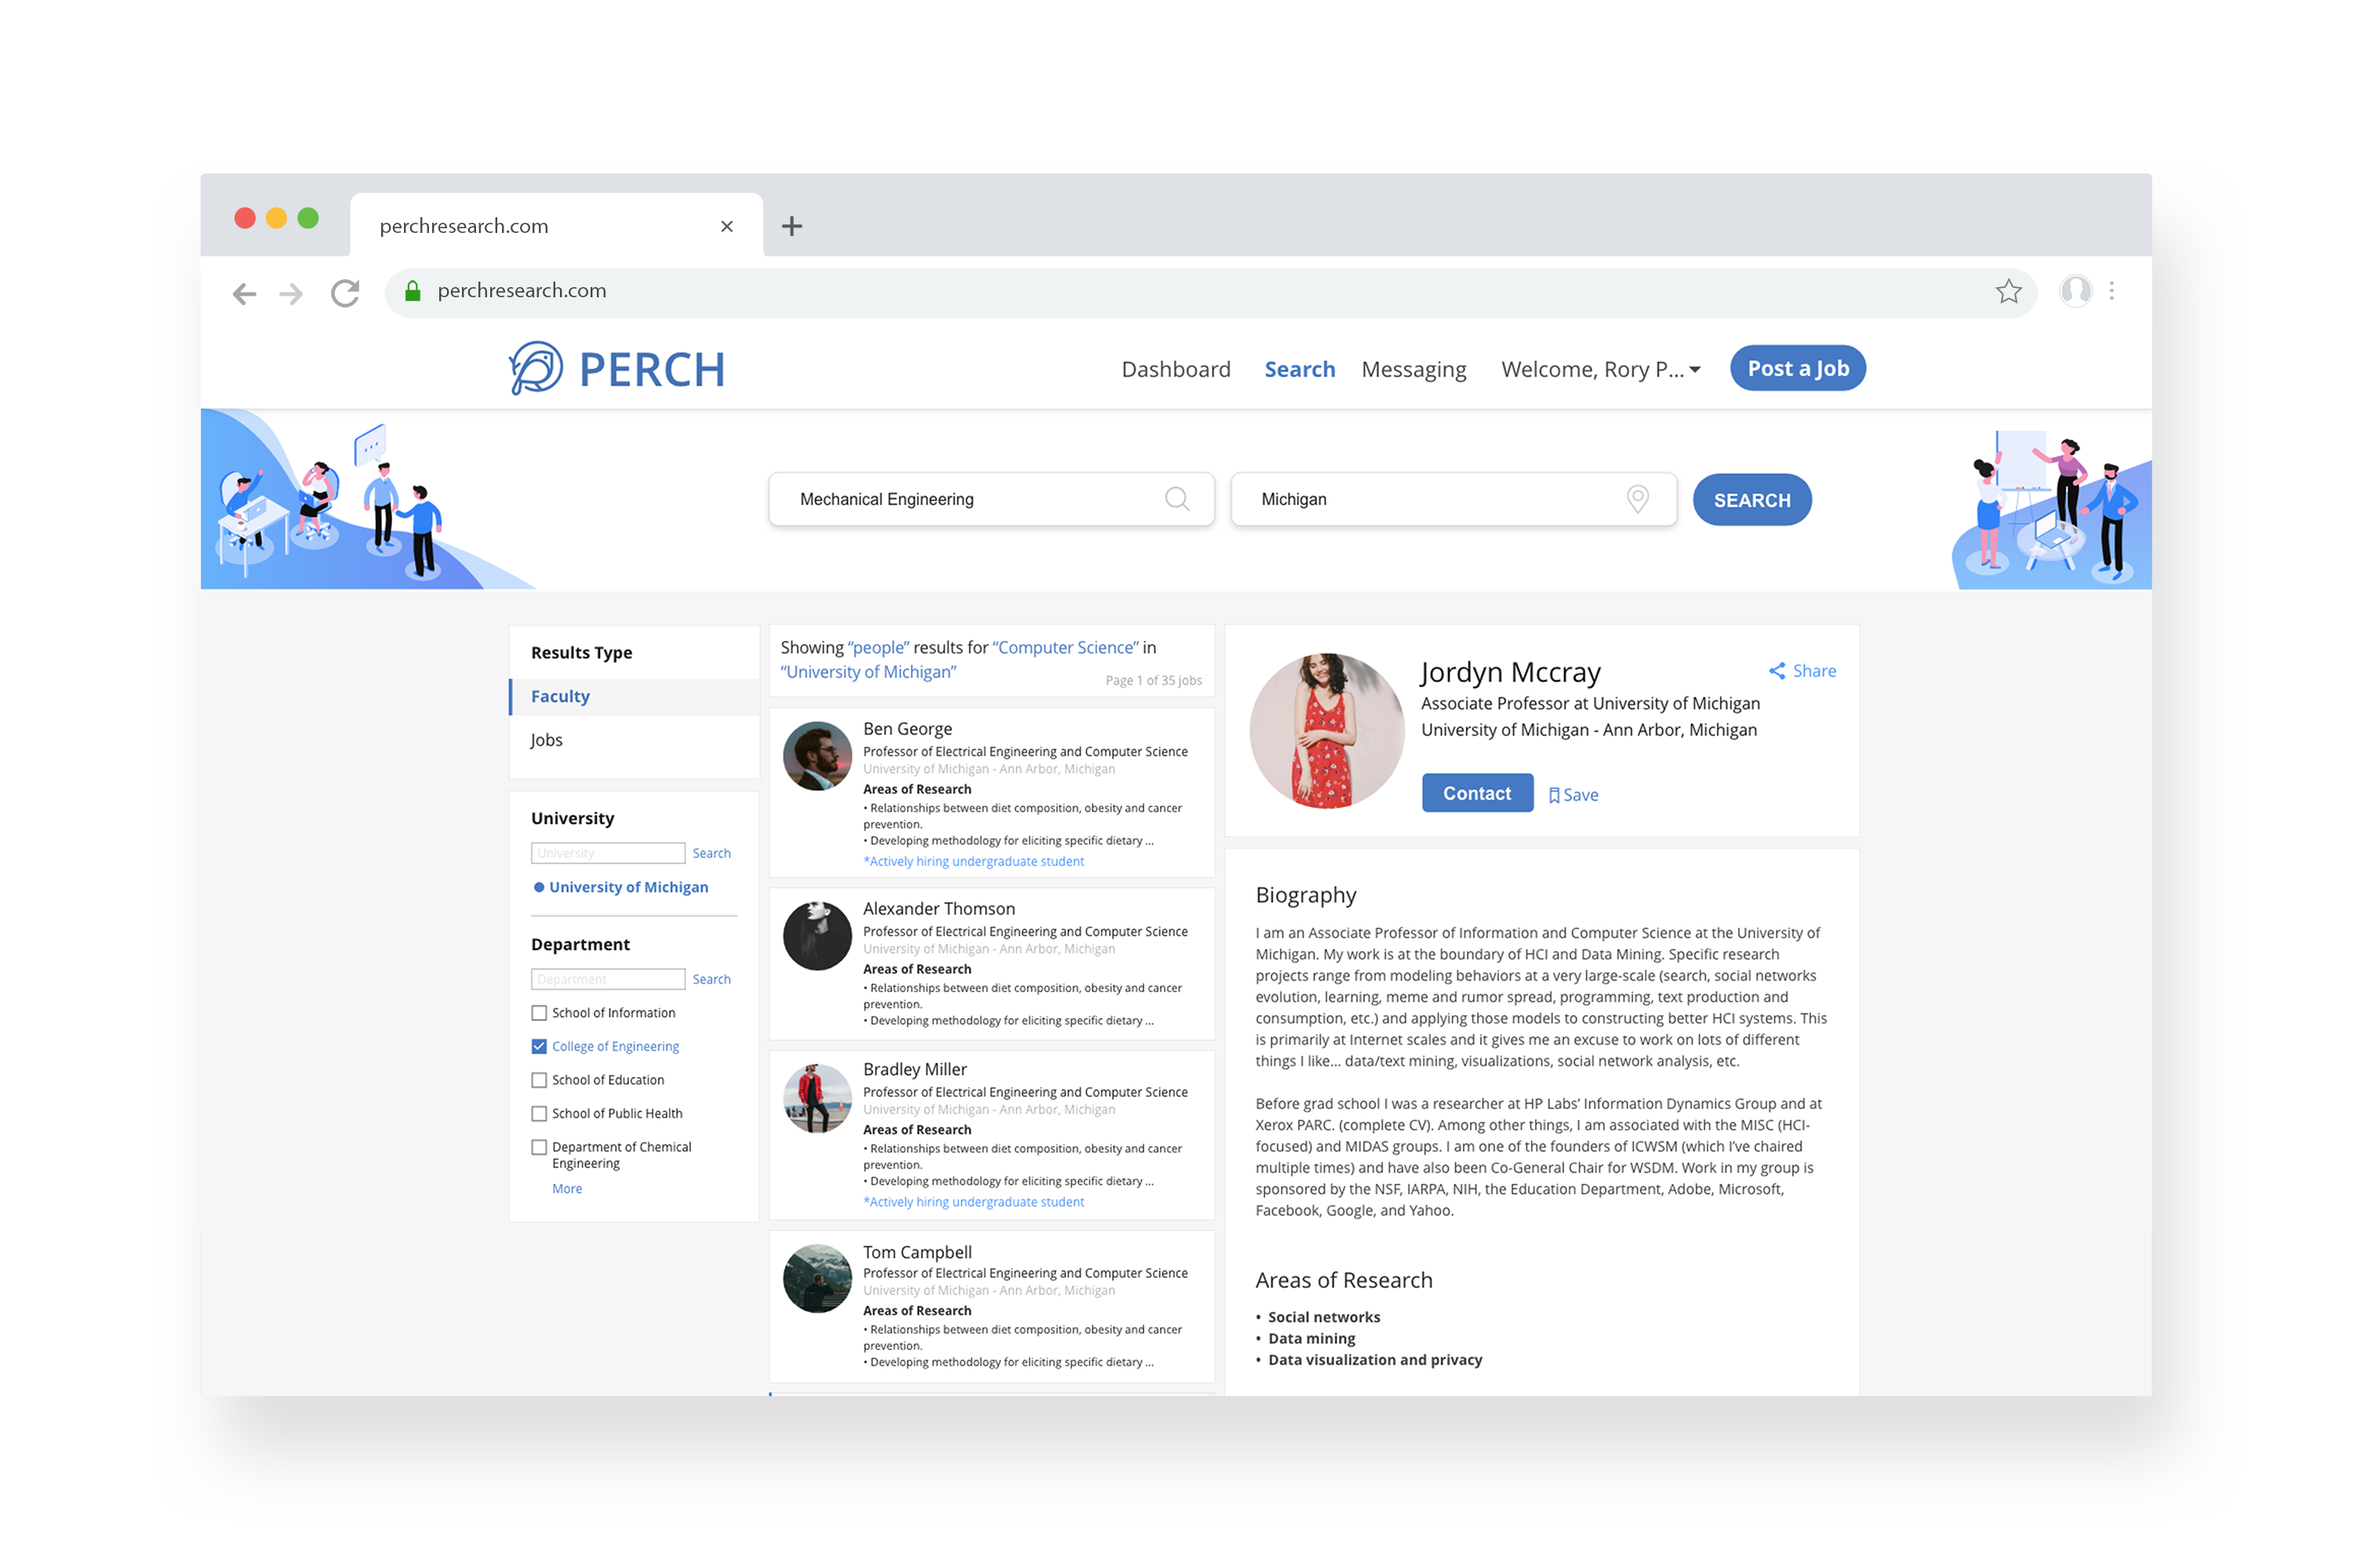 perchresearch.com
perchresearch.com
PERCH
Dashboard
Search
Messaging
Welcome, Rory P...
Post a Job
Mechanical Engineering
Michigan
SEARCH
Results Type
Faculty
Jobs
University
University
Search
University of Michigan
Department
Department
Search
School of Information
College of Engineering
School of Education
School of Public Health
Department of Chemical
Engineering
More
Showing “people” results for “Computer Science” in
“University of Michigan”
Page 1 of 35 jobs
Ben George
Professor of Electrical Engineering and Computer Science
University of Michigan - Ann Arbor, Michigan
Areas of Research
• Relationships between diet composition, obesity and cancer
prevention.
• Developing methodology for eliciting specific dietary ...
*Actively hiring undergraduate student
Alexander Thomson
Professor of Electrical Engineering and Computer Science
University of Michigan - Ann Arbor, Michigan
Areas of Research
• Relationships between diet composition, obesity and cancer
prevention.
• Developing methodology for eliciting specific dietary ...
Bradley Miller
Professor of Electrical Engineering and Computer Science
University of Michigan - Ann Arbor, Michigan
Areas of Research
• Relationships between diet composition, obesity and cancer
prevention.
• Developing methodology for eliciting specific dietary ...
*Actively hiring undergraduate student
Tom Campbell
Professor of Electrical Engineering and Computer Science
University of Michigan - Ann Arbor, Michigan
Areas of Research
• Relationships between diet composition, obesity and cancer
prevention.
• Developing methodology for eliciting specific dietary ...
Jordyn Mccray
Share
Associate Professor at University of Michigan
University of Michigan - Ann Arbor, Michigan
Contact
Save
Biography
I am an Associate Professor of Information and Computer Science at the University of
Michigan. My work is at the boundary of HCI and Data Mining. Specific research
projects range from modeling behaviors at a very large-scale (search, social networks
evolution, learning, meme and rumor spread, programming, text production and
consumption, etc.) and applying those models to constructing better HCI systems. This
is primarily at Internet scales and it gives me an excuse to work on lots of different
things I like... data/text mining, visualizations, social network analysis, etc.
Before grad school I was a researcher at HP Labs’ Information Dynamics Group and at
Xerox PARC. (complete CV). Among other things, I am associated with the MISC (HCI-
focused) and MIDAS groups. I am one of the founders of ICWSM (which I’ve chaired
multiple times) and have also been Co-General Chair for WSDM. Work in my group is
sponsored by the NSF, IARPA, NIH, the Education Department, Adobe, Microsoft,
Facebook, Google, and Yahoo.
Areas of Research
• Social networks
• Data mining
• Data visualization and privacy